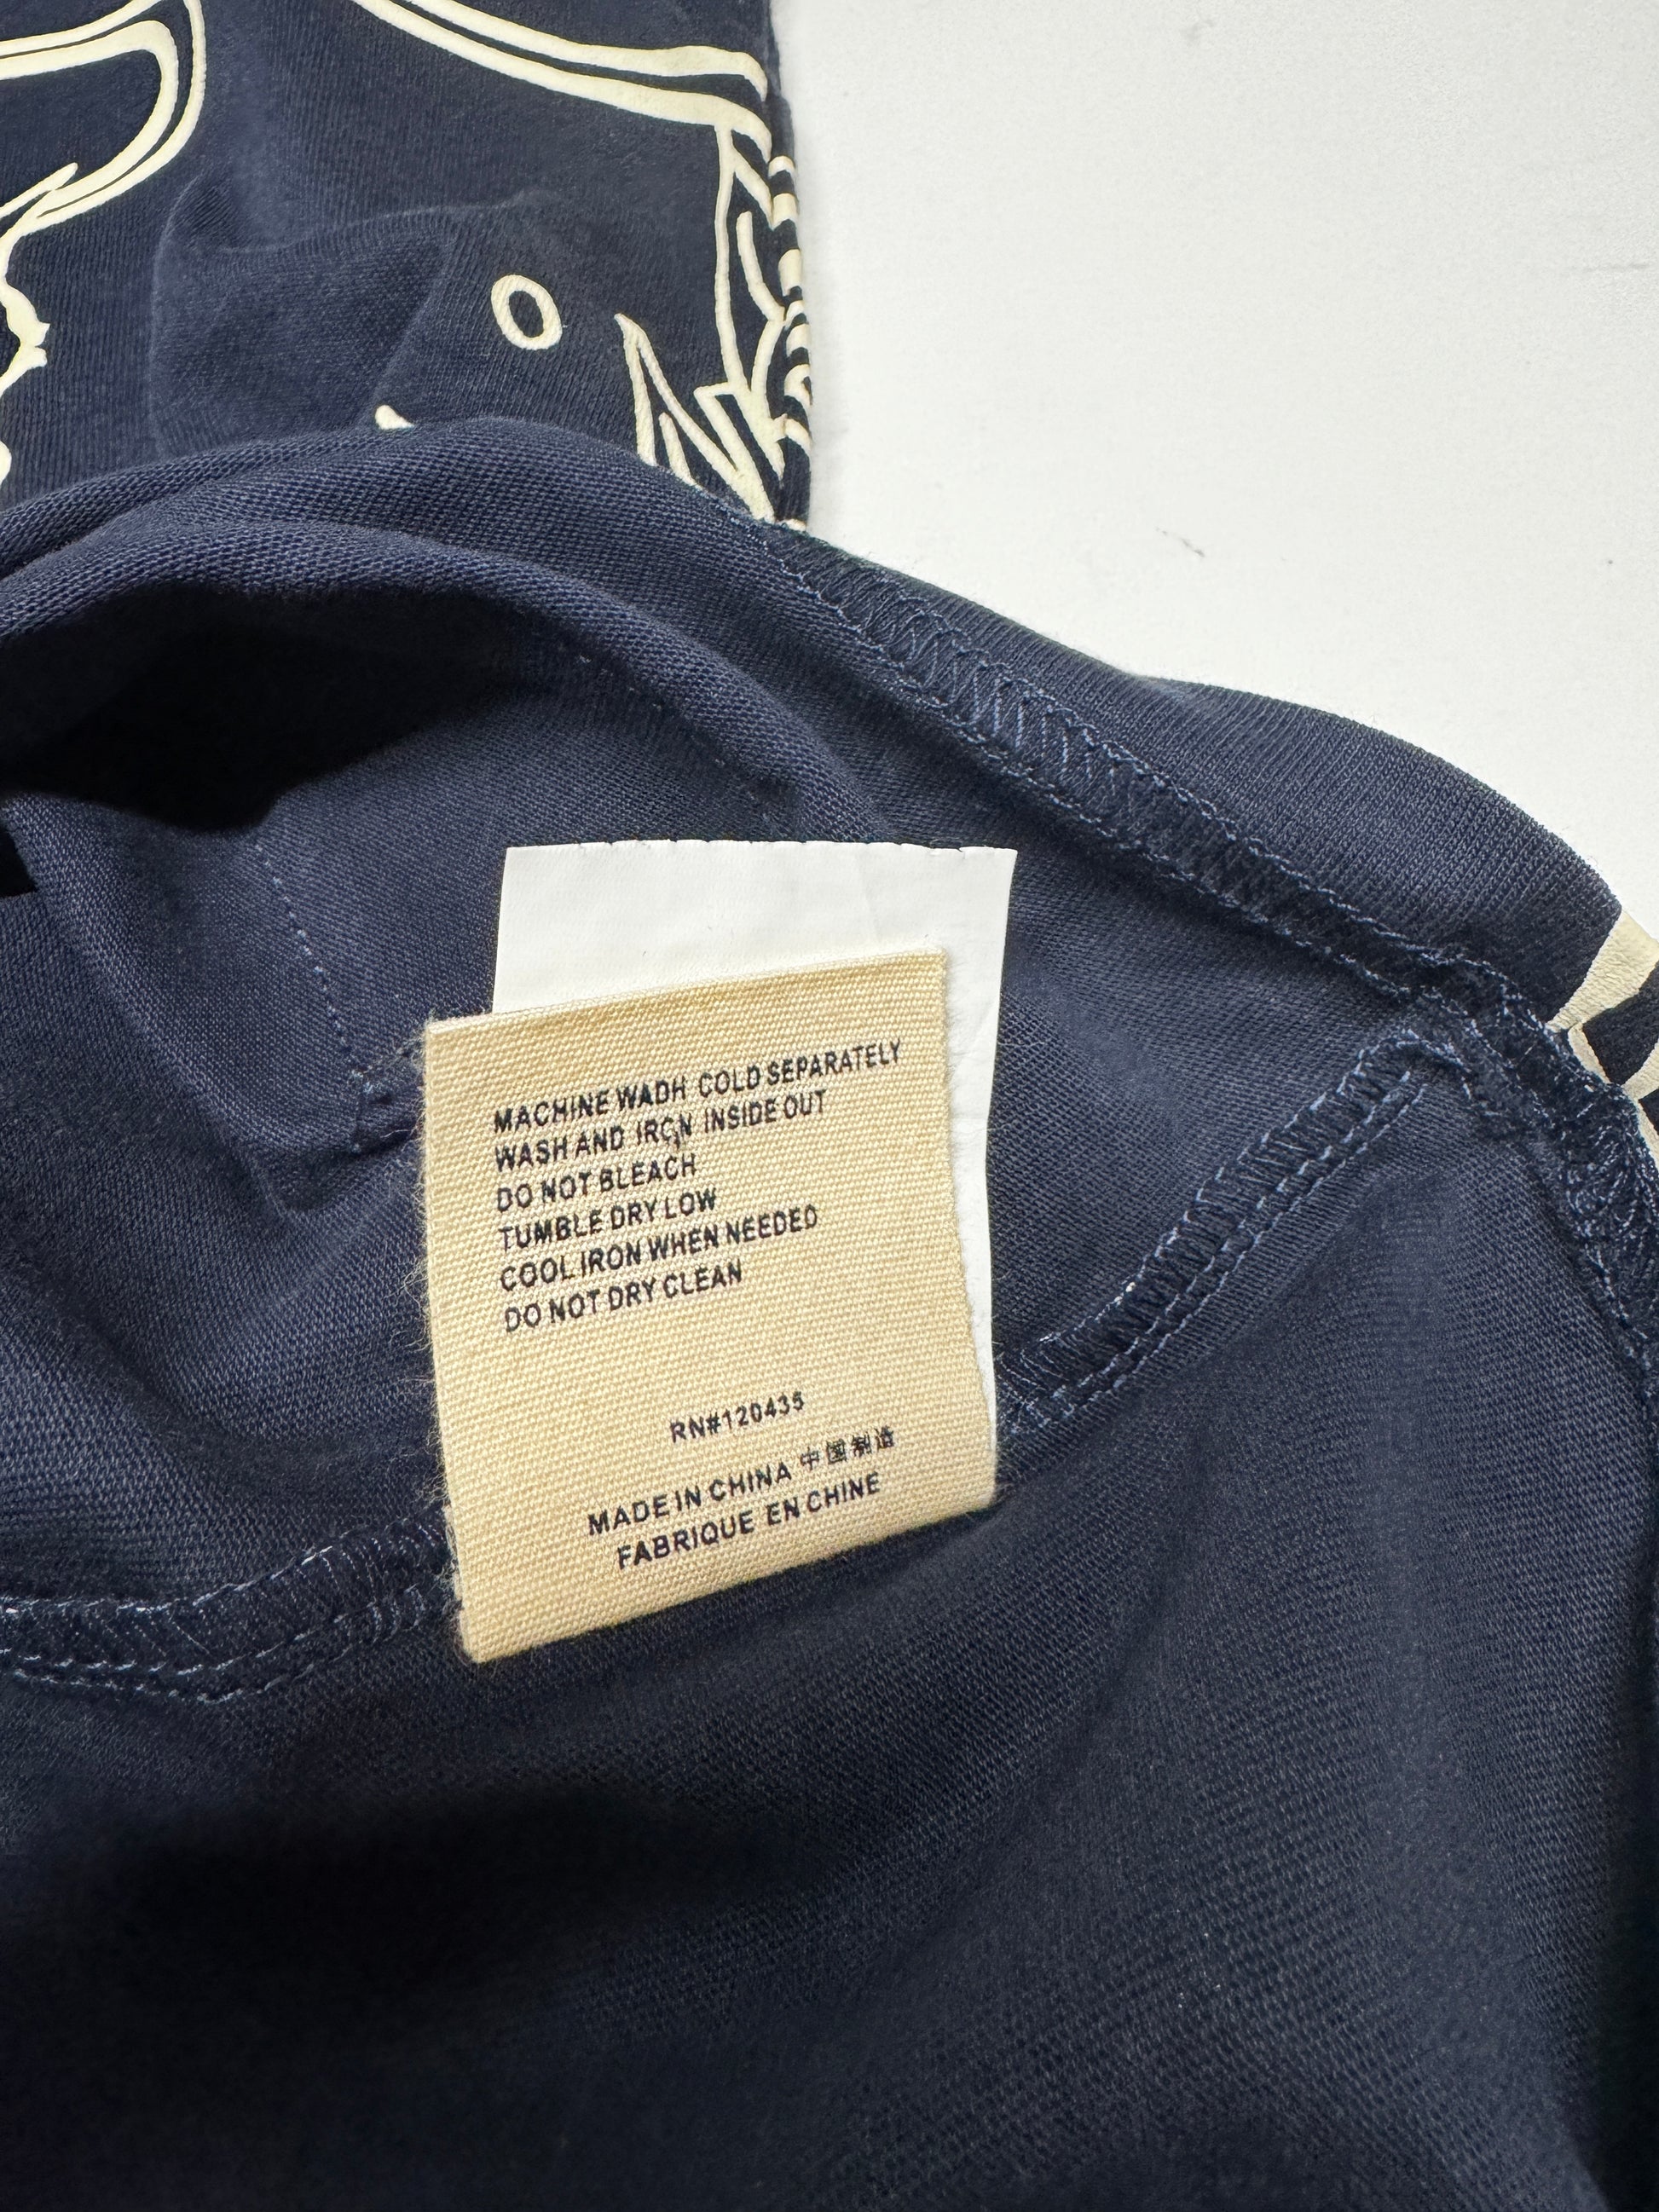 MACHINE WADH COLD SEPARATELY
WASH AND IRON INSIDE OUT
DO NOT BLEACH
TUMBLE DRY LOW
COOL IRON WHEN NEEDED
DO NOT DRY CLEAN
RN#120435
MADE IN CHINA 中国制造
FABRIQUE EN CHINE